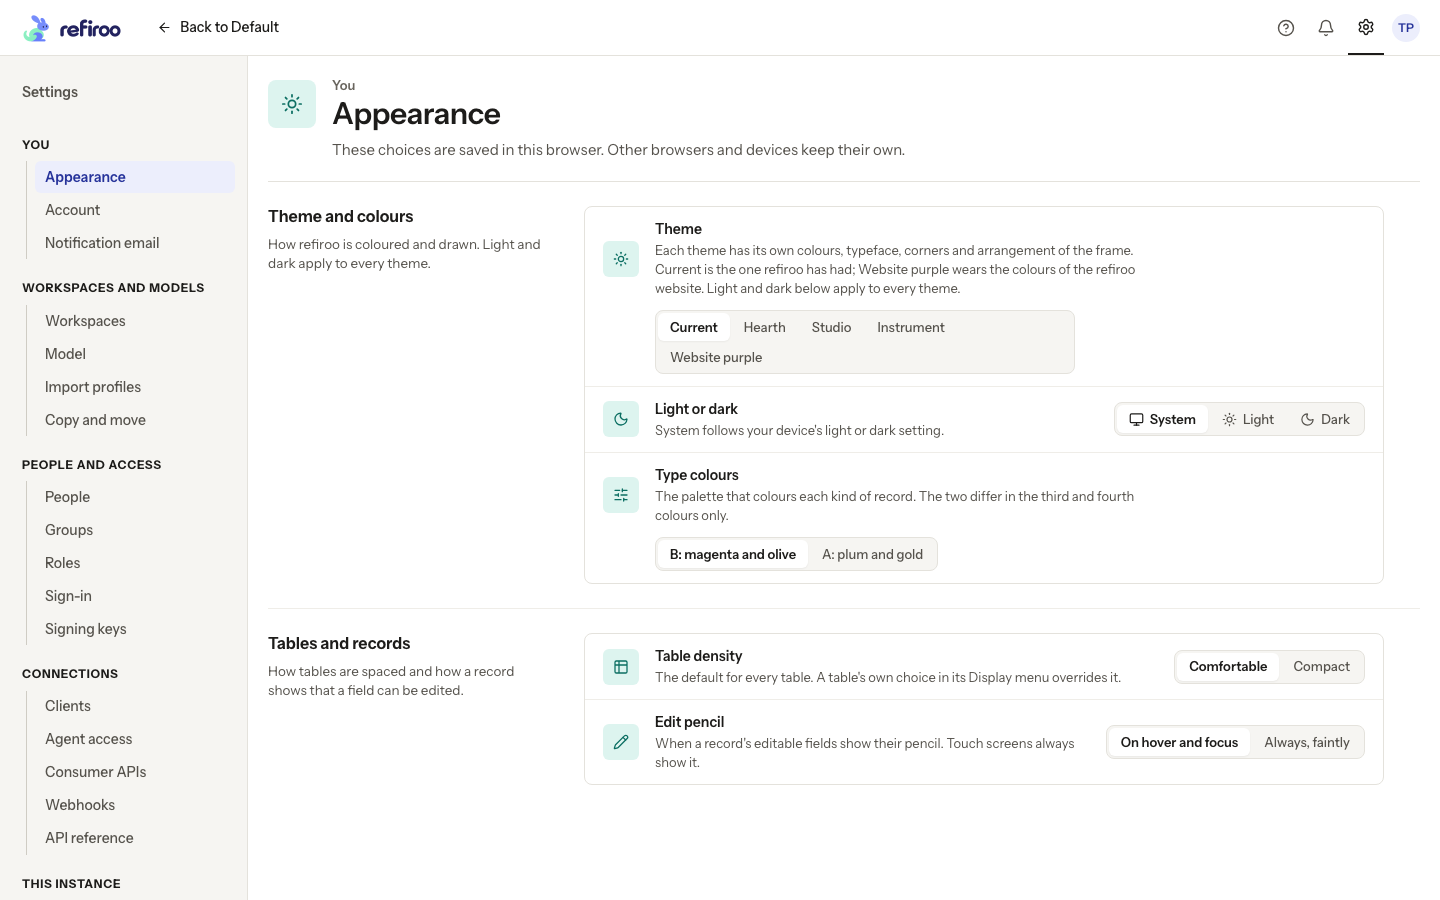 refiroo
Back to Default
TP
Settings
YOU
Appearance
Account
Notification email
WORKSPACES AND MODELS
Workspaces
Model
Import profiles
Copy and move
PEOPLE AND ACCESS
People
Groups
Roles
Sign-in
Signing keys
CONNECTIONS
Clients
Agent access
Consumer APIs
Webhooks
API reference
THIS INSTANCE
You
Appearance
These choices are saved in this browser. Other browsers and devices keep their own.
Theme and colours
How refiroo is coloured and drawn. Light and
dark apply to every theme.
Theme
Each theme has its own colours, typeface, corners and arrangement of the frame.
Current is the one refiroo has had; Website purple wears the colours of the refiroo
website. Light and dark below apply to every theme.
Current Hearth Studio Instrument
Website purple
Light or dark
System follows your device's light or dark setting.
System Light Dark
Type colours
The palette that colours each kind of record. The two differ in the third and fourth
colours only.
B: magenta and olive A: plum and gold
Tables and records
How tables are spaced and how a record
shows that a field can be edited.
Table density
The default for every table. A table's own choice in its Display menu overrides it.
Comfortable Compact
Edit pencil
When a record's editable fields show their pencil. Touch screens always
show it.
On hover and focus Always, faintly